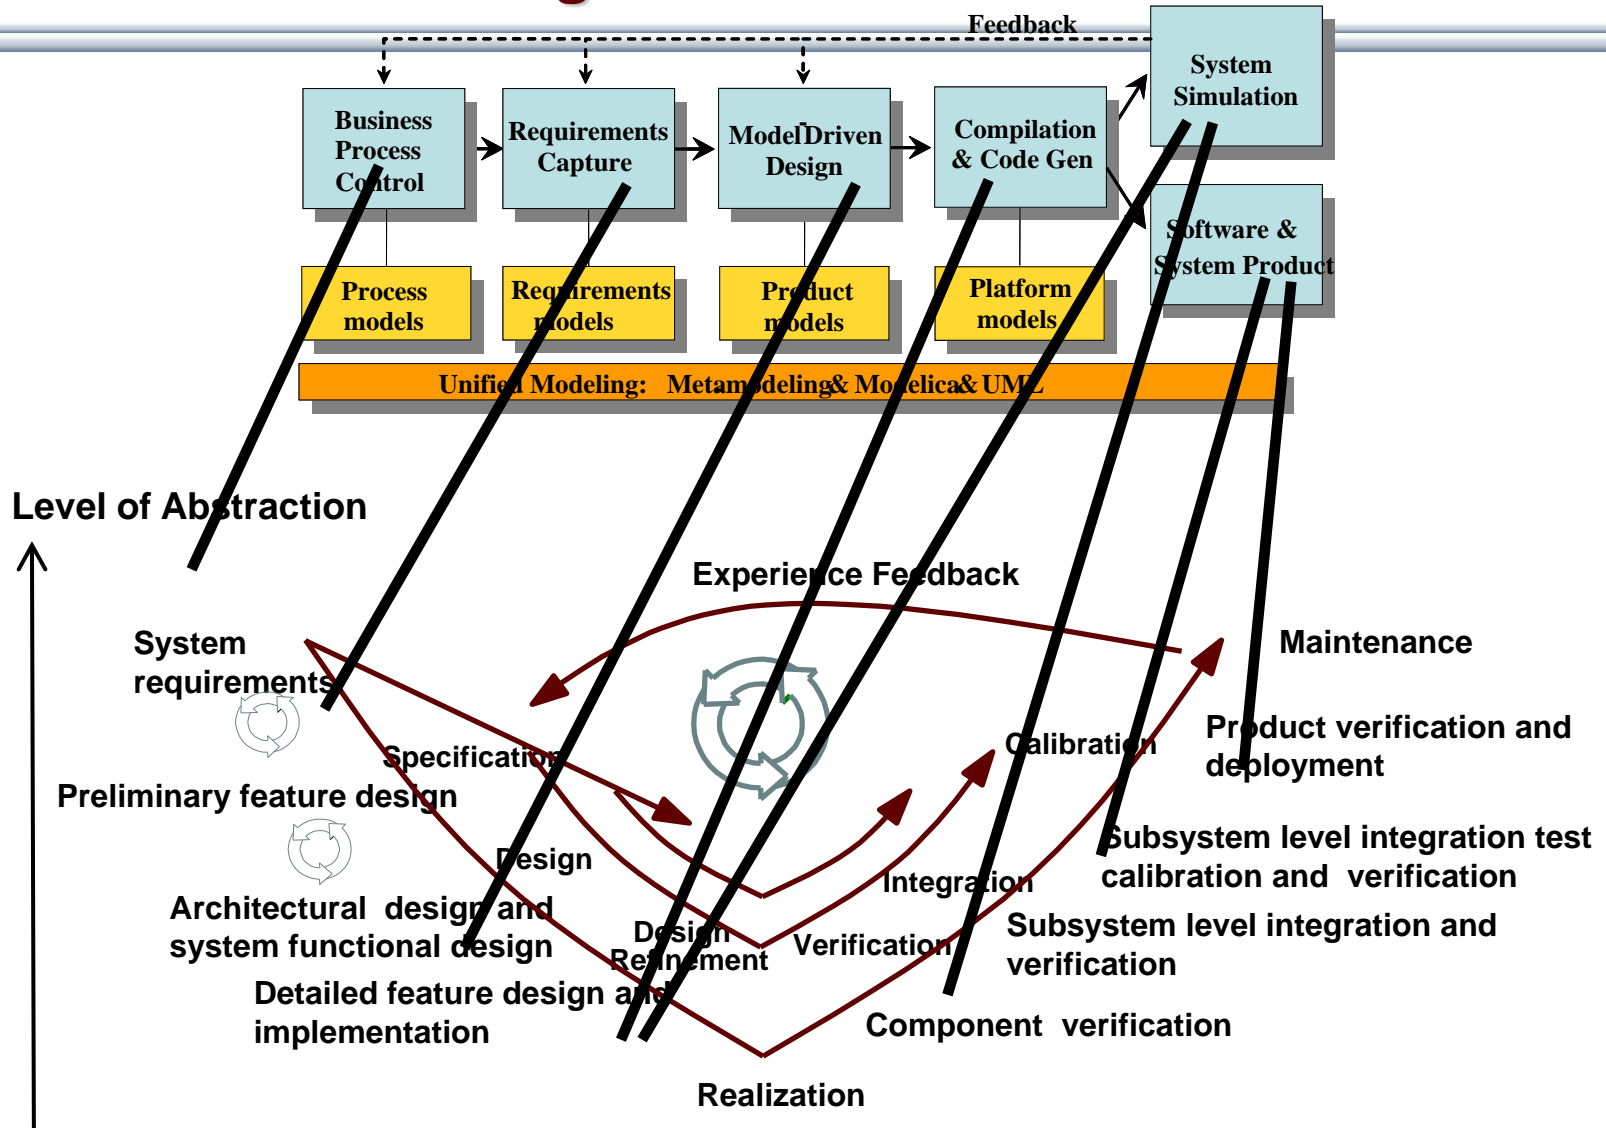 Feedback
System
Simulation
Business
Process
Control
Requirements
Capture
Model-Driven
Design
Compilation
& Code Gen
Software &
System Product
Process
models
Requirements
models
Product
models
Platform
models
Unified Modeling: Metamodeling& Modelica& UML
Level of Abstraction
Experience Feedback
System
requirements
Maintenance
Specification
Calibration
Product verification and
deployment
Preliminary feature design
Design
Integration
Subsystem level integration test
calibration and verification
Architectural design and
system functional design
Design
Refinement
Verification
Subsystem level integration and
verification
Detailed feature design and
implementation
Component verification
Realization